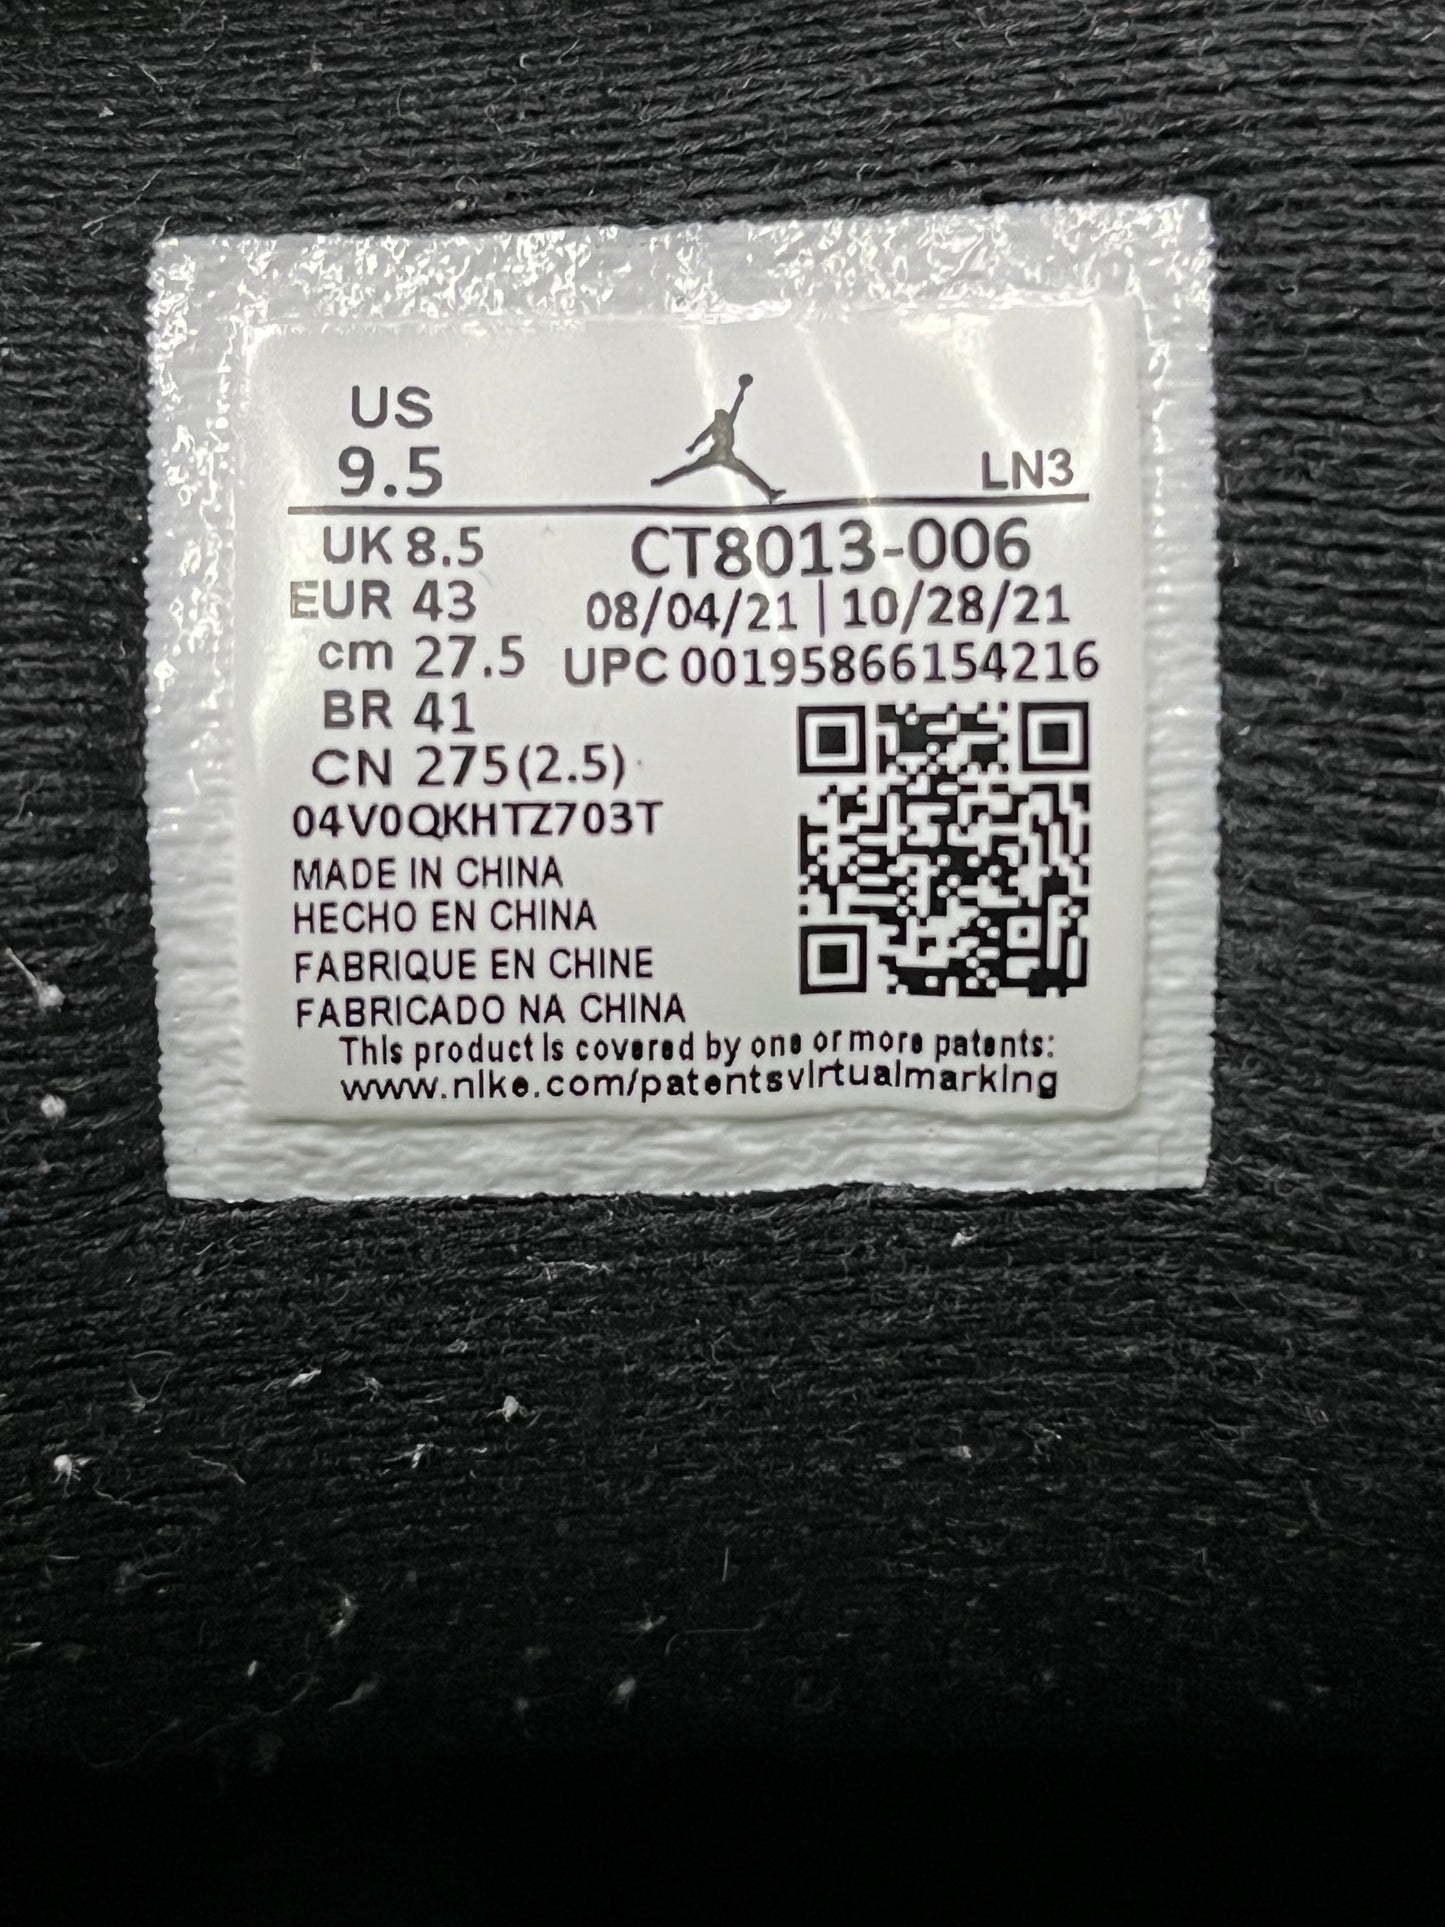 US
9.5
LN3
UK 8.5
CT8013-006
EUR 43
08/04/21 | 10/28/21
cm 27.5
UPC 00195866154216
BR 41
CN 275(2.5)
04V0QKHTZ703T
MADE IN CHINA
HECHO EN CHINA
FABRIQUE EN CHINE
FABRICADO NA CHINA
This product is covered by one or more patents:
www.nike.com/patentsvirtualmarking